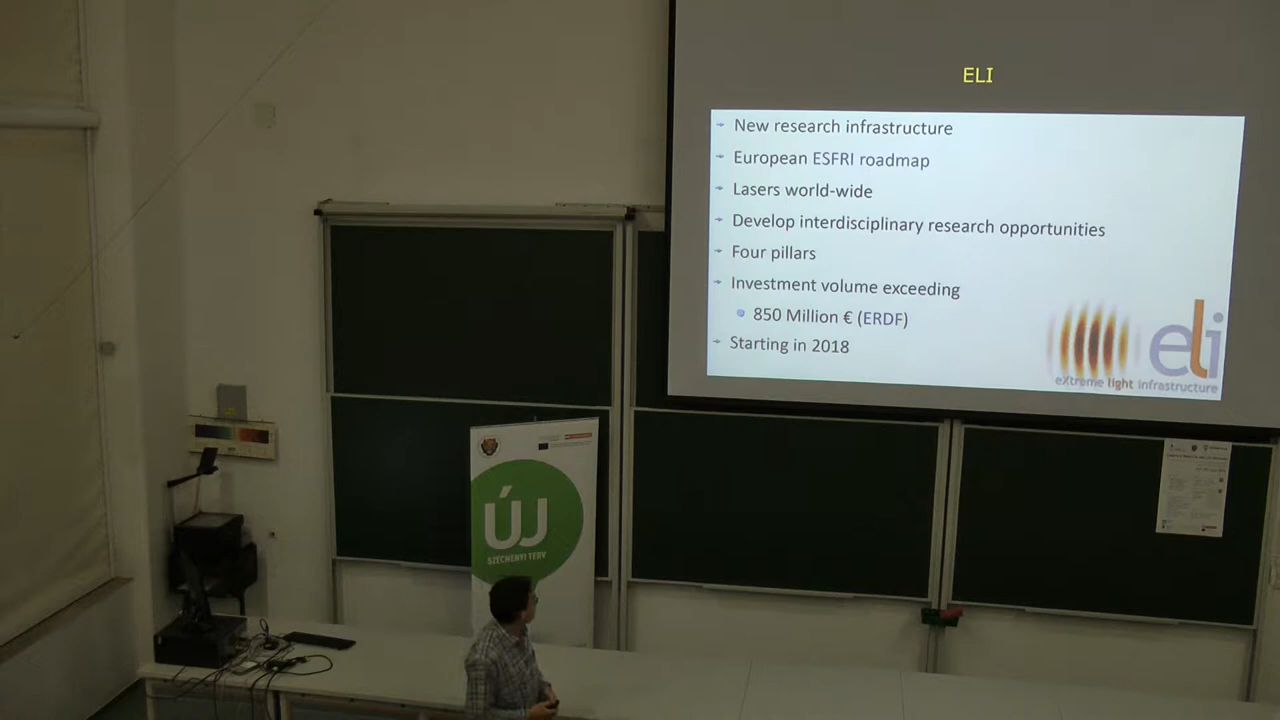 ELI
New research infrastructure
European ESFRI roadmap
Lasers world-wide
Develop interdisciplinary research opportunities
Four pillars
Investment volume exceeding
850 Million € (ERDF)
Starting in 2018
eli
eXtreme light infrastructure
ÚJ
SZÉCHENYI TERV